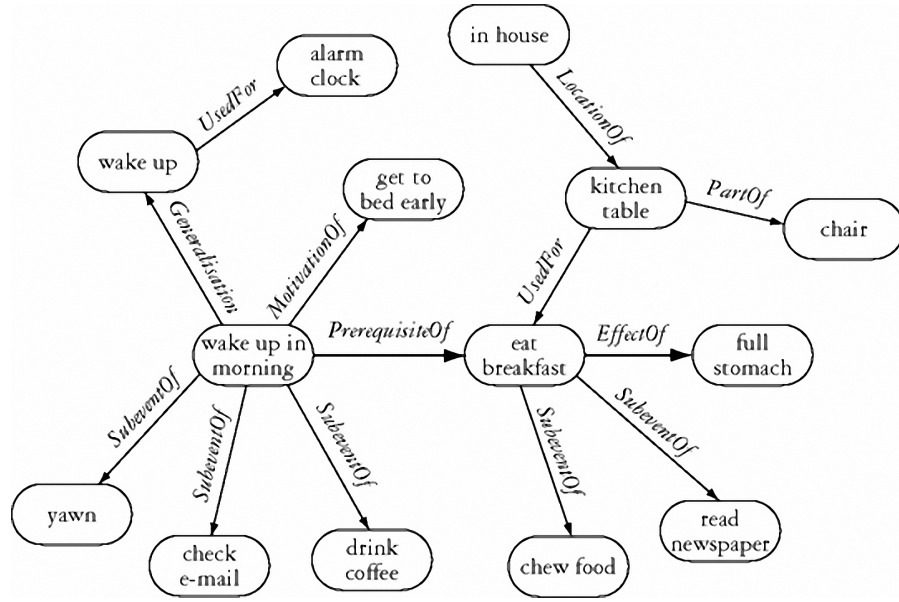 in house
alarm
clock
UsedFor
LocationOf
wake up
get to
bed early
kitchen
table
PartOf
chair
Generalisation
MotivationOf
UsedFor
wake up in
morning
PrerequisiteOf
eat
breakfast
EffectOf
full
stomach
SubeventOf
SubeventOf
SubeventOf
SubeventOf
SubeventOf
yawn
check
e-mail
drink
coffee
chew food
read
newspaper